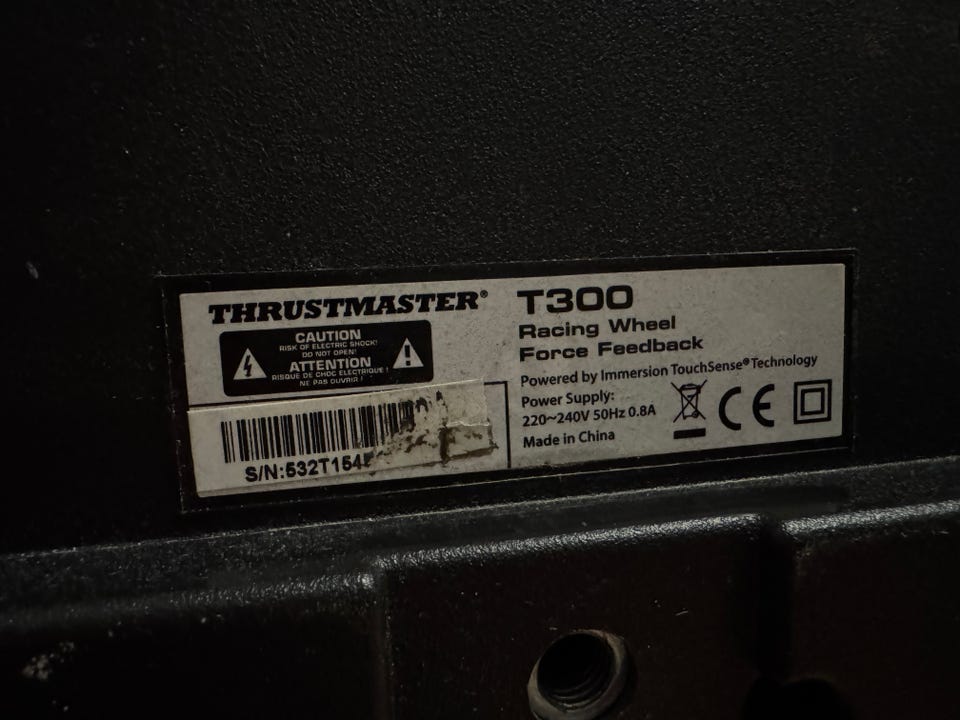 THRUSTMASTER®
CAUTION
RISK OF ELECTRIC SHOCK!
DO NOT OPEN!
ATTENTION
RISQUE DE CHOC ELECTRIQUE !
NE PAS OUVRIR !
S/N:532T154
T300
Racing Wheel
Force Feedback
Powered by Immersion TouchSense® Technology
Power Supply:
220~240V 50Hz 0.8A
Made in China
CE